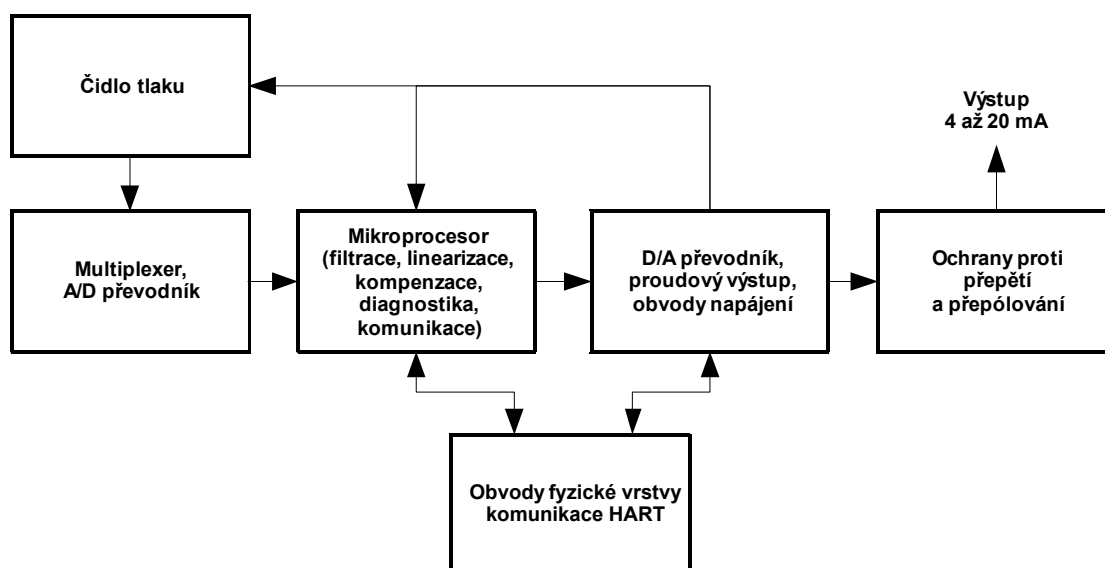 Čidlo tlaku
Výstup
4 až 20 mA
Multiplexer,
A/D převodník
Mikroprocesor
(filtrace, linearizace,
kompenzace,
diagnostika,
komunikace)
D/A převodník,
proudový výstup,
obvody napájení
Ochrany proti
přepětí
a přepólování
Obvody fyzické vrstvy
komunikace HART